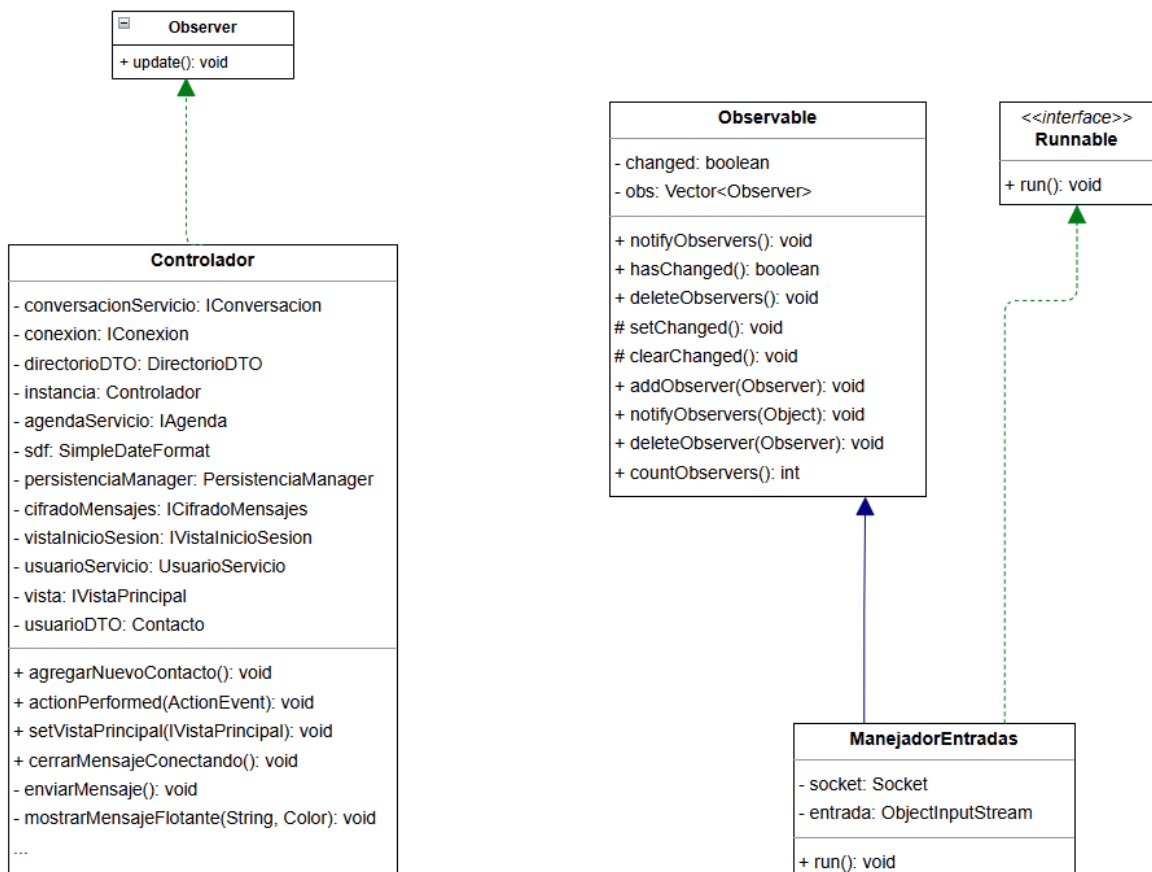 Observer
+ update(): void
Observable
- changed: boolean
- obs: Vector<Observer>
+ notifyObservers(): void
+ hasChanged(): boolean
+ deleteObservers(): void
# setChanged(): void
# clearChanged(): void
+ addObserver(Observer): void
+ notifyObservers(Object): void
+ deleteObserver(Observer): void
+ countObservers(): int
<<interface>>
Runnable
+ run(): void
Controlador
- conversacionServicio: IConversacion
- conexion: IConexion
- directorioDTO: DirectorioDTO
- instancia: Controlador
- agendaServicio: IAgenda
- sdf: SimpleDateFormat
- persistenciaManager: PersistenciaManager
- cifradoMensajes: ICifradoMensajes
- vistaInicioSesion: IVistaInicioSesion
- usuarioServicio: UsuarioServicio
- vista: IVistaPrincipal
- usuarioDTO: Contacto
+ agregarNuevoContacto(): void
+ actionPerformed(ActionEvent): void
+ setVistaPrincipal(IVistaPrincipal): void
+ cerrarMensajeConectando(): void
- enviarMensaje(): void
- mostrarMensajeFlotante(String, Color): void
...
ManejadorEntradas
- socket: Socket
- entrada: ObjectInputStream
+ run(): void